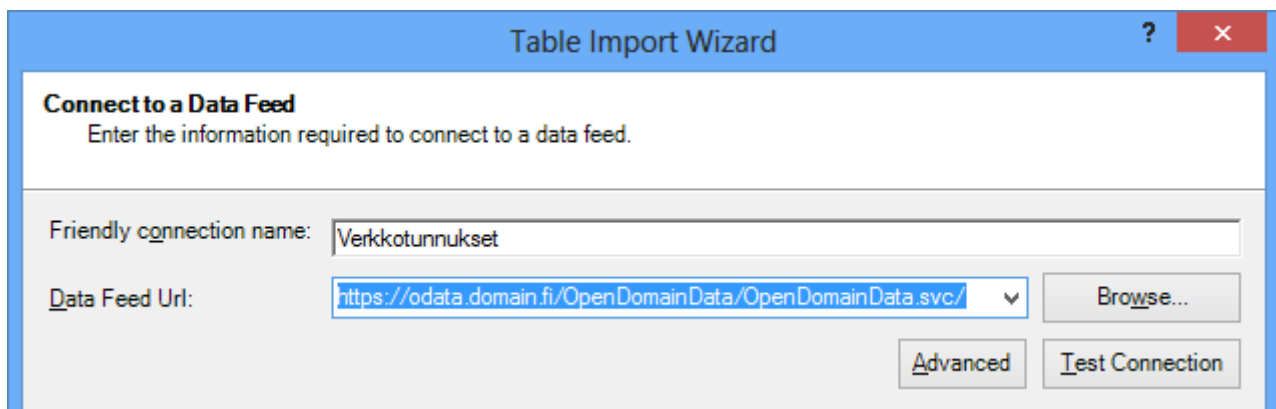 Table Import Wizard
? ×
Connect to a Data Feed
Enter the information required to connect to a data feed.
Friendly connection name: Verkkotunnukset
Data Feed Url: https://odata.domain.fi/OpenDomainData/OpenDomainData.svc/ Browse...
Advanced Test Connection